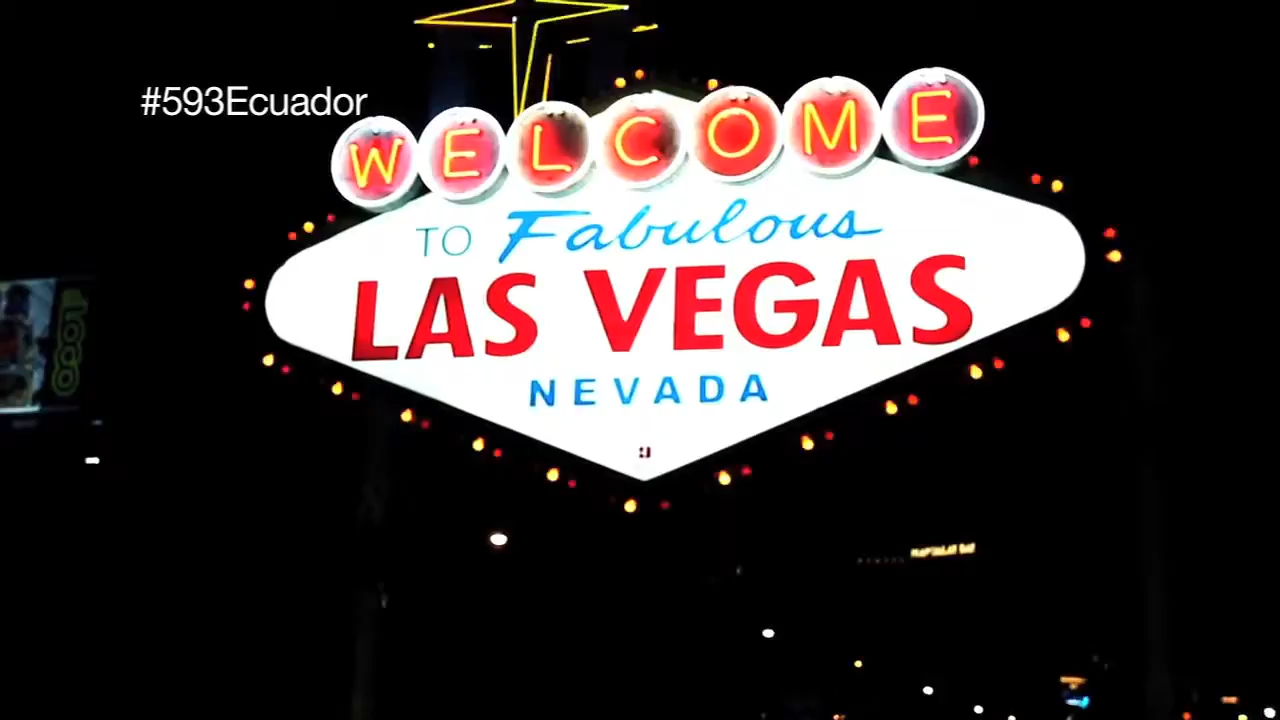 #593Ecuador
WELCOME
TO Fabulous
LAS VEGAS
NEVADA